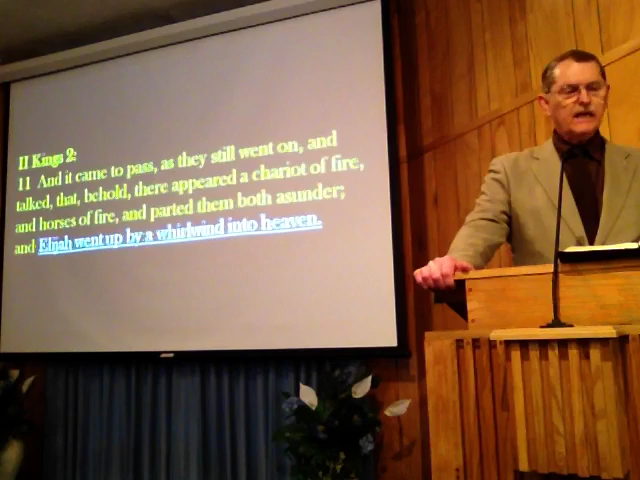 II Kings 2:
11 And it came to pass, as they still went on, and
talked, that, behold, there appeared a chariot of fire,
and horses of fire, and parted them both asunder;
and Elijah went up by a whirlwind into heaven.